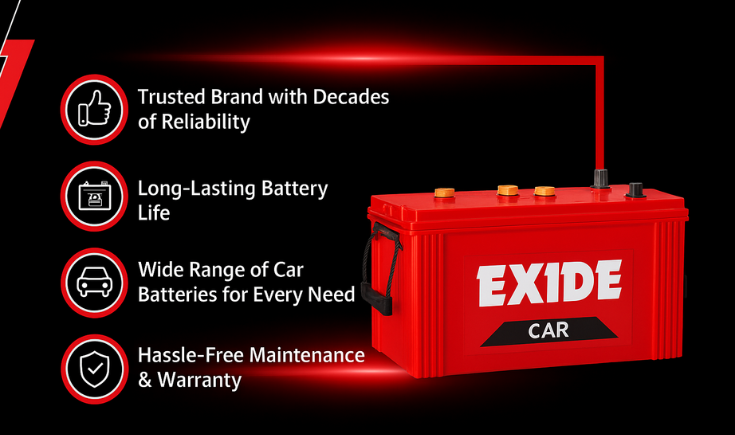 Trusted Brand with Decades
of Reliability
Long-Lasting Battery
Life
Wide Range of Car
Batteries for Every Need
Hassle-Free Maintenance
& Warranty
EXIDE
CAR